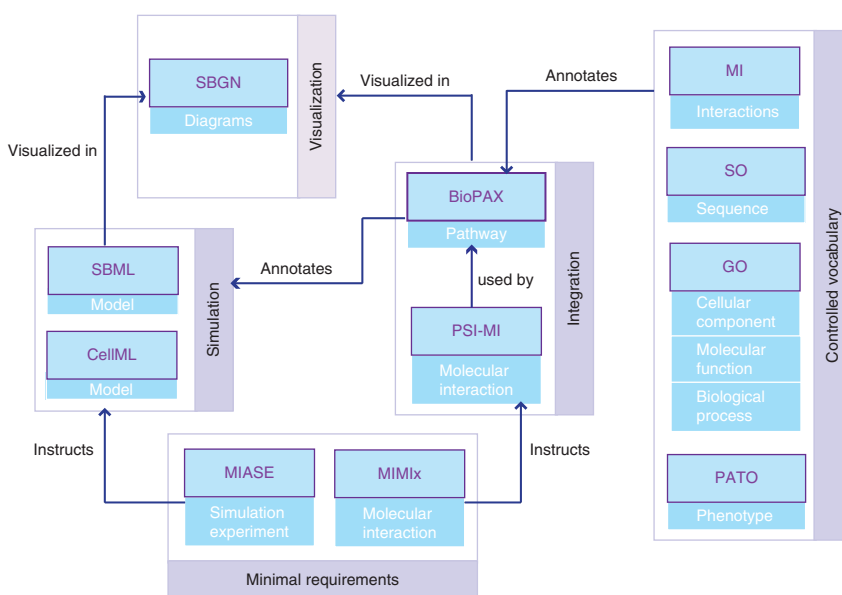 SBGN
Diagrams
Visualization
Visualized in
Visualized in
Annotates
MI
Interactions
SO
Sequence
GO
Cellular
component
Molecular
function
Biological
process
PATO
Phenotype
Controlled vocabulary
BioPAX
Pathway
used by
PSI-MI
Molecular
interaction
Integration
Annotates
SBML
Model
CellML
Model
Simulation
Instructs
Instructs
MIASE
Simulation
experiment
MIMIx
Molecular
interaction
Minimal requirements